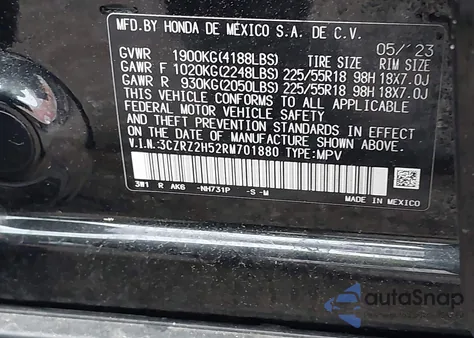 MFD.BY HONDA DE MÉXICO S.A. DE C.V.
05/'23
GVWR 1900KG(4188LBS) TIRE SIZE RIM SIZE
GAWR F 1020KG(2248LBS) 225/55R18 98H 18X7.0J
GAWR R 930KG(2050LBS) 225/55R18 98H 18X7.0J
THIS VEHICLE CONFORMS TO ALL APPLICABLE
FEDERAL MOTOR VEHICLE SAFETY
AND THEFT PREVENTION STANDARDS IN EFFECT
ON THE DATE OF MANUFACTURE SHOWN ABOVE.
V.I.N.:3CZRZ2H52RM701880 TYPE:MPV
3W1 R AK6 -NH731P -S -M
MADE IN MEXICO
autoSnap